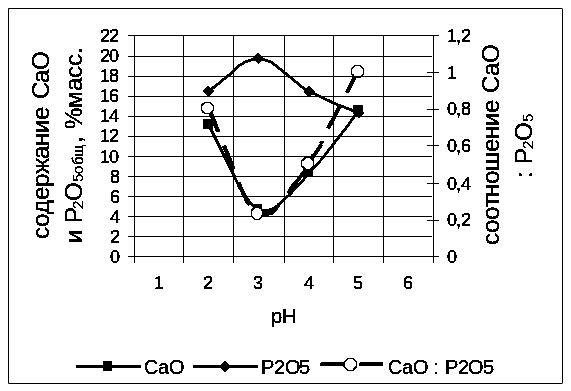 содержание CaO
и P₂O₅общ, %масс.
22
20
18
16
14
12
10
8
6
4
2
0
1,2
1
0,8
0,6
0,4
0,2
0
соотношение CaO
: P₂O₅
1 2 3 4 5 6
pH
CaO P2O5 CaO : P2O5